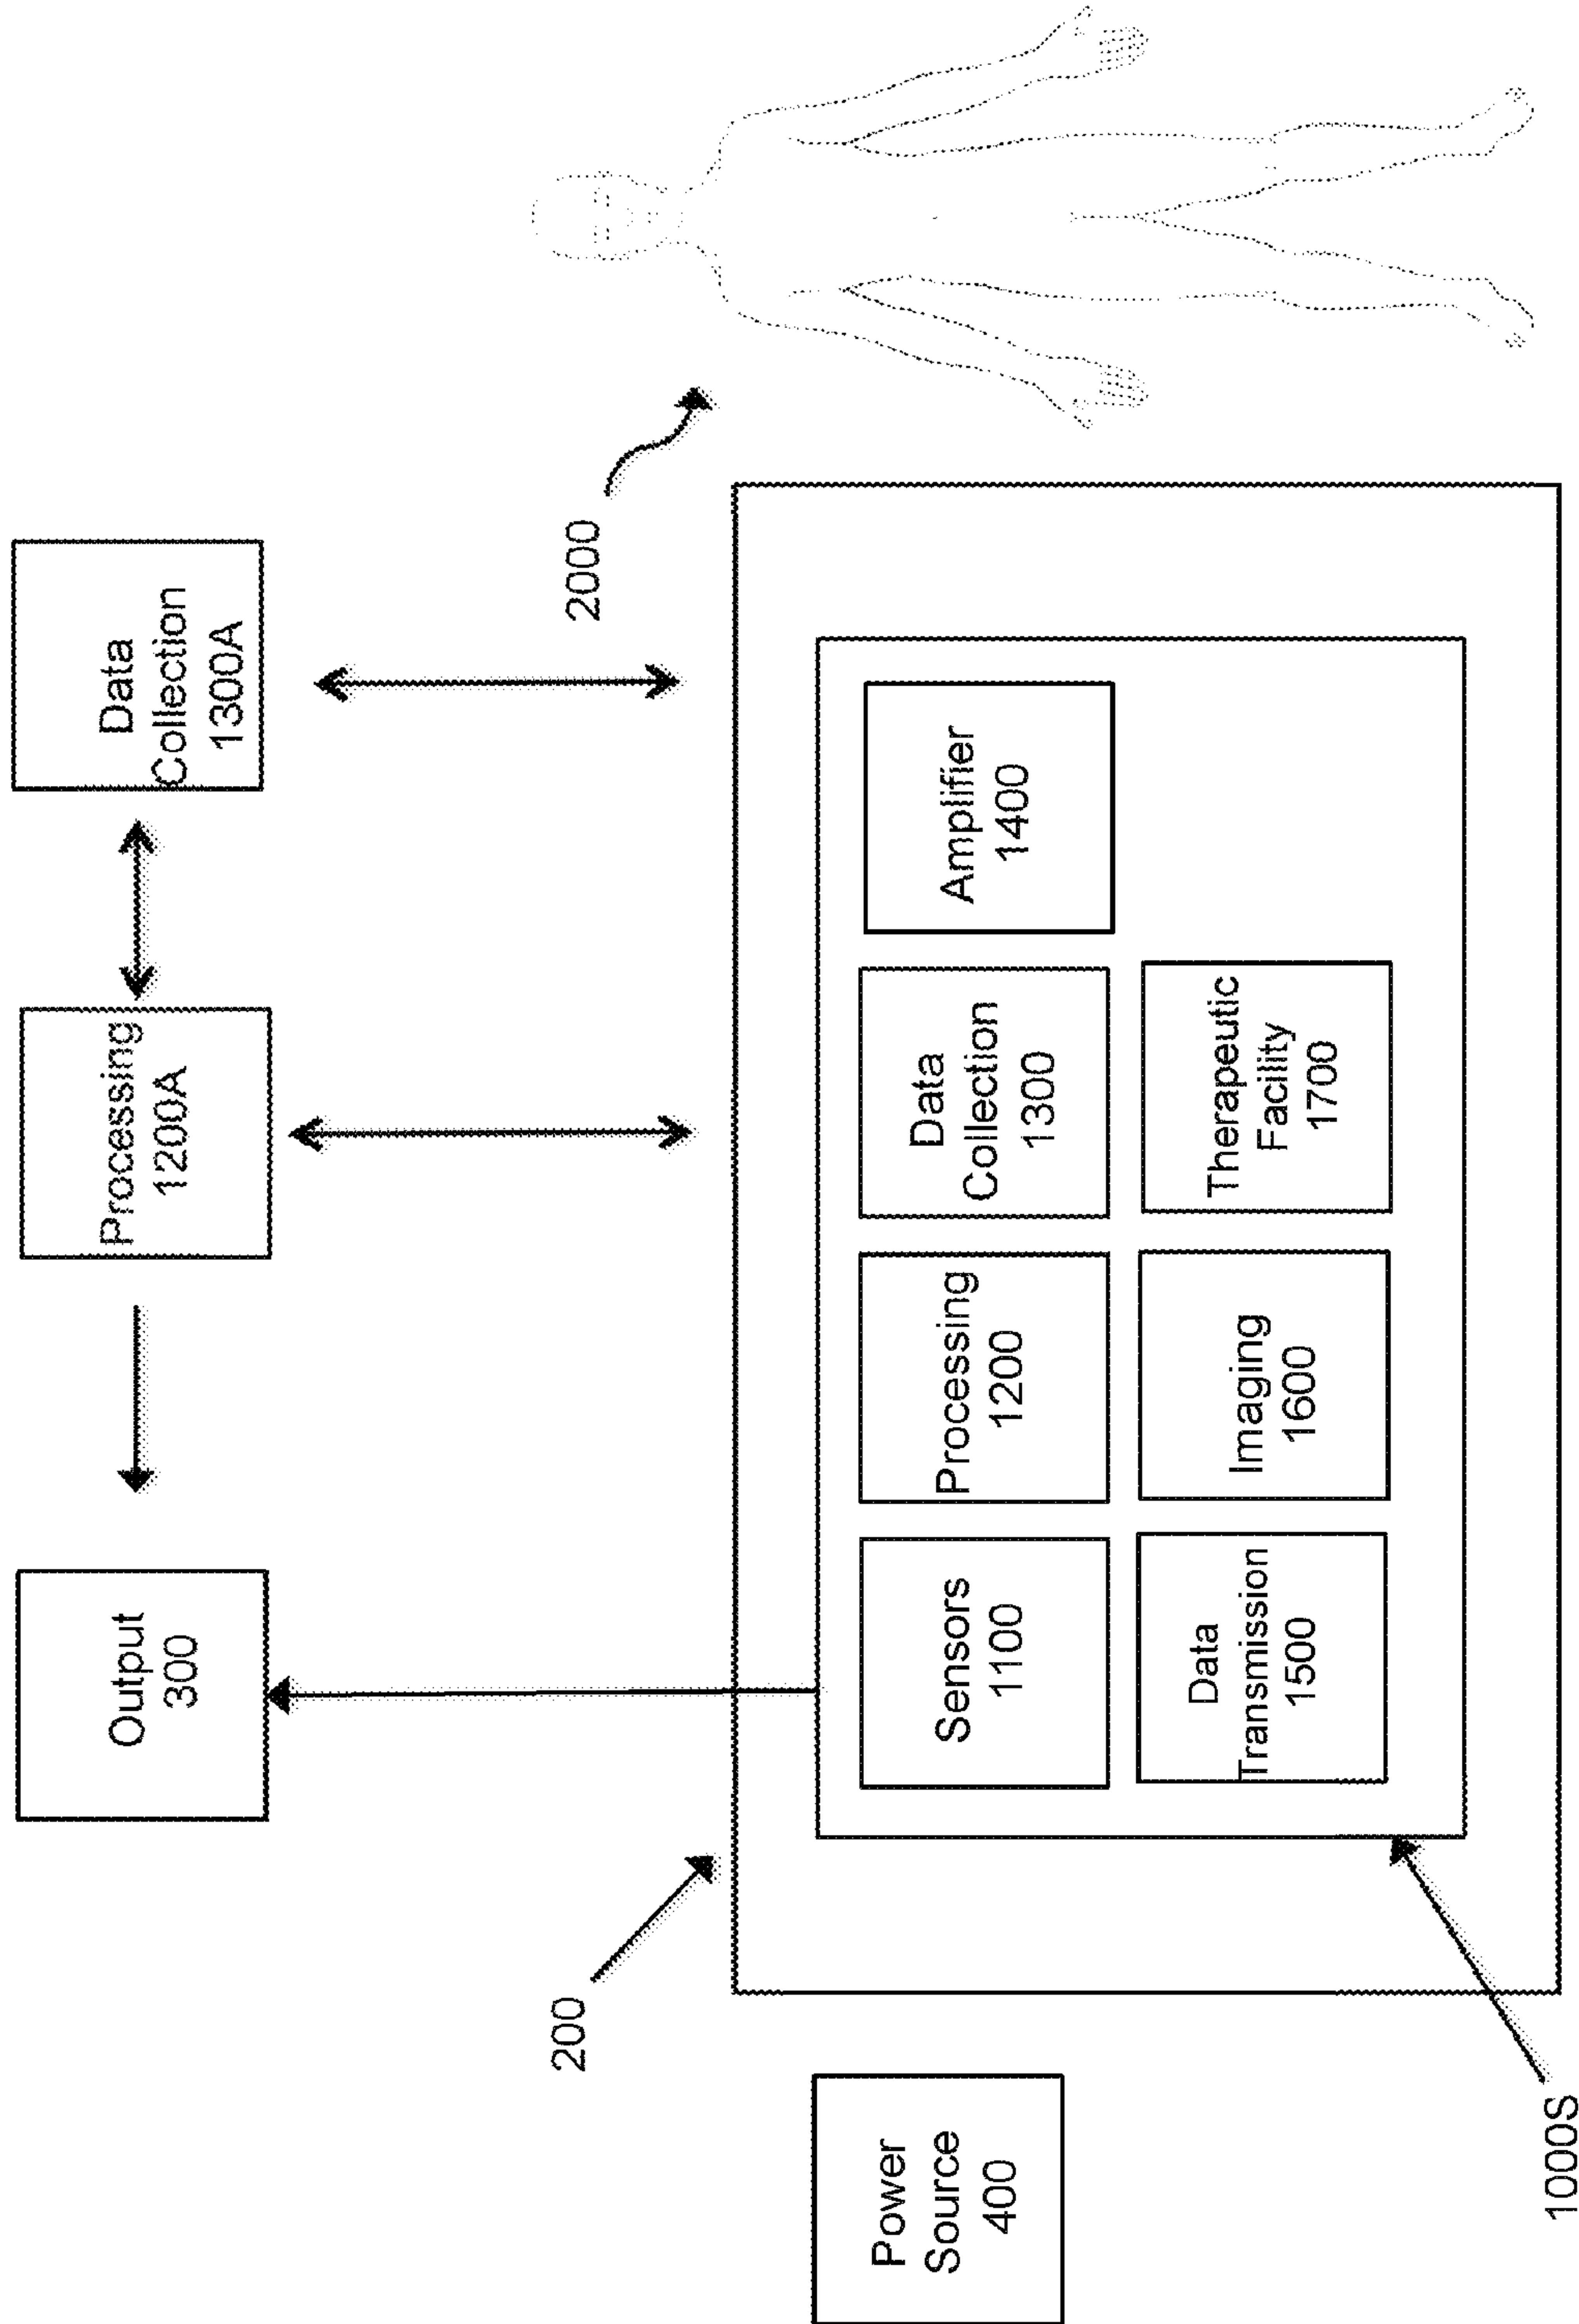 Output
300
Processing
1200A
Data
Collection
1300A
200
2000
Power
Source
400
Sensors
1100
Processing
1200
Data
Collection
1300
Amplifier
1400
Data
Transmission
1500
Imaging
1600
Therapeutic
Facility
1700
1000S